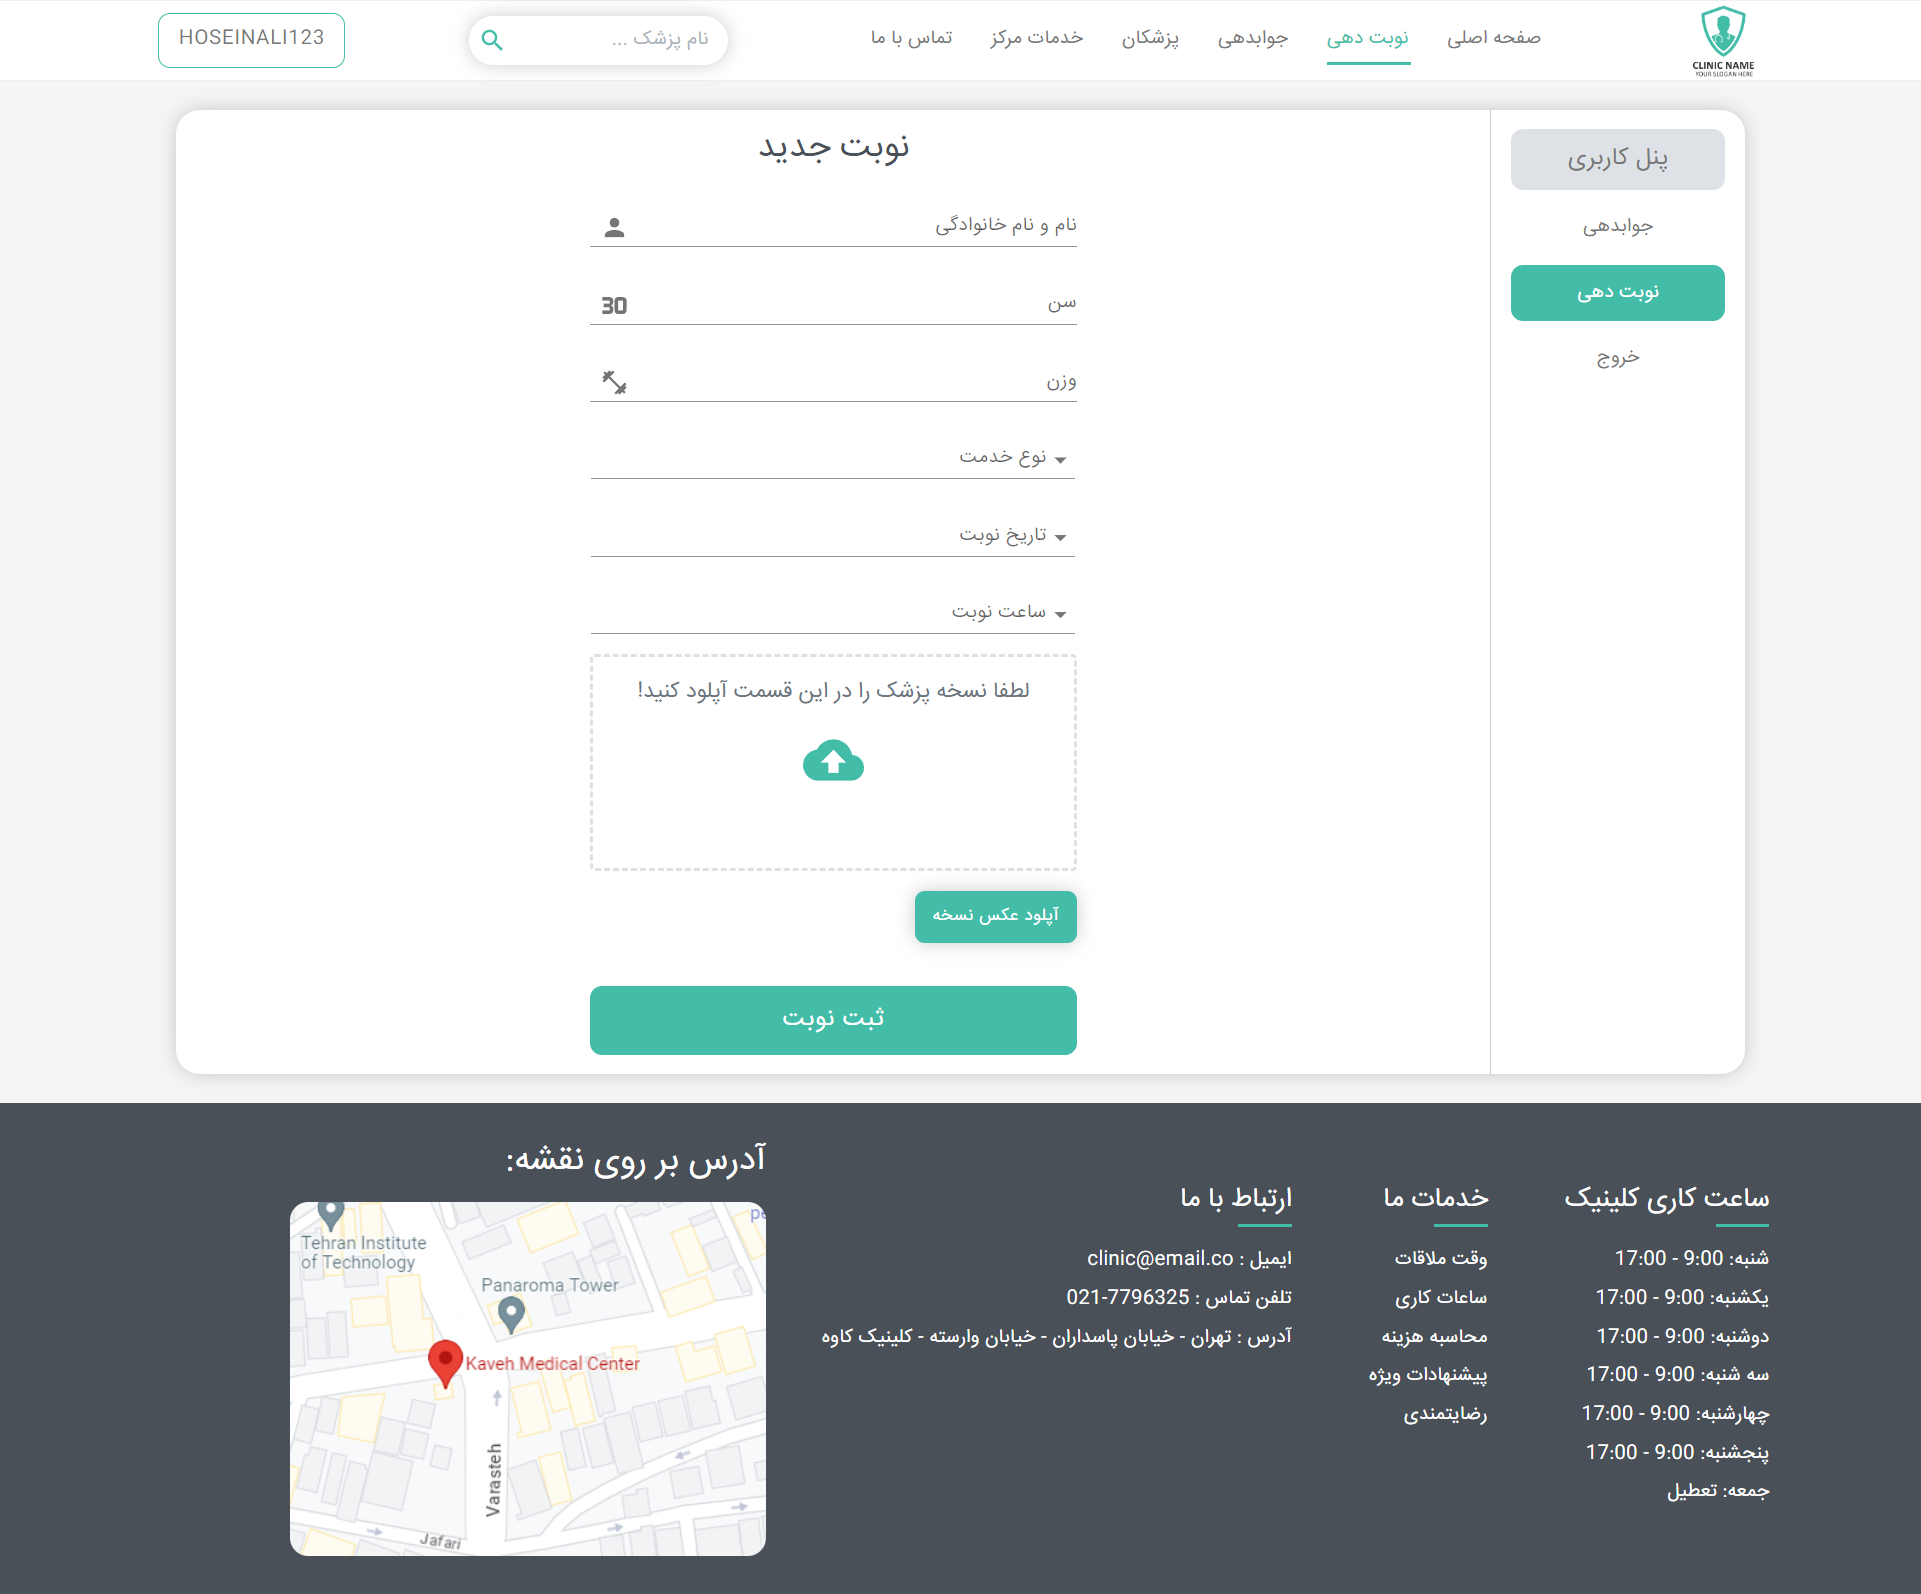 CLINIC NAME
YOUR SLOGAN HERE
صفحه اصلی
نوبت دهی
جوابدهی
پزشکان
خدمات مرکز
تماس با ما
نام پزشک ...
HOSEINALI123
پنل کاربری
جوابدهی
نوبت دهی
خروج
نوبت جدید
نام و نام خانوادگی
سن
30
وزن
نوع خدمت
تاریخ نوبت
ساعت نوبت
لطفا نسخه پزشک را در این قسمت آپلود کنید!
آپلود عکس نسخه
ثبت نوبت
ساعت کاری کلینیک
شنبه: 9:00 - 17:00
یکشنبه: 9:00 - 17:00
دوشنبه: 9:00 - 17:00
سه شنبه: 9:00 - 17:00
چهارشنبه: 9:00 - 17:00
پنجشنبه: 9:00 - 17:00
جمعه: تعطیل
خدمات ما
وقت ملاقات
ساعات کاری
محاسبه هزینه
پیشنهادات ویژه
رضایتمندی
ارتباط با ما
ایمیل : clinic@email.co
تلفن تماس : 021-7796325
آدرس : تهران - خیابان پاسداران - خیابان وارسته - کلینیک کاوه
آدرس بر روی نقشه:
Tehran Institute
of Technology
Panaroma Tower
Kaveh Medical Center
Varasteh
Jafari